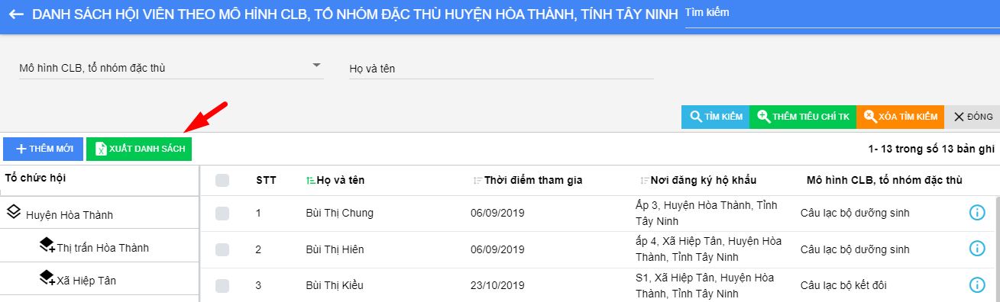 DANH SÁCH HỘI VIÊN THEO MÔ HÌNH CLB, TỔ NHÓM ĐẶC THÙ HUYỆN HÒA THÀNH, TỈNH TÂY NINH
Tìm kiếm
Mô hình CLB, tổ nhóm đặc thù
Họ và tên
TÌM KIẾM
THÊM TIÊU CHÍ TK
XÓA TÌM KIẾM
ĐÓNG
THÊM MỚI
XUẤT DANH SÁCH
1- 13 trong số 13 bản ghi
Tổ chức hội
STT Họ và tên Thời điểm tham gia Nơi đăng ký hộ khẩu Mô hình CLB, tổ nhóm đặc thù
Huyện Hòa Thành
Thị trấn Hòa Thành
Xã Hiệp Tân
1 Bùi Thị Chung 06/09/2019 Ấp 3, Huyện Hòa Thành, Tỉnh
Tây Ninh
Câu lạc bộ dưỡng sinh
2 Bùi Thị Hiên 06/09/2019 ấp 4, Xã Hiệp Tân, Huyện Hòa
Thành, Tỉnh Tây Ninh
Câu lạc bộ dưỡng sinh
3 Bùi Thị Kiều 23/10/2019 S1, Xã Hiệp Tân, Huyện Hòa
Thành, Tỉnh Tây Ninh
Câu lạc bộ kết đôi